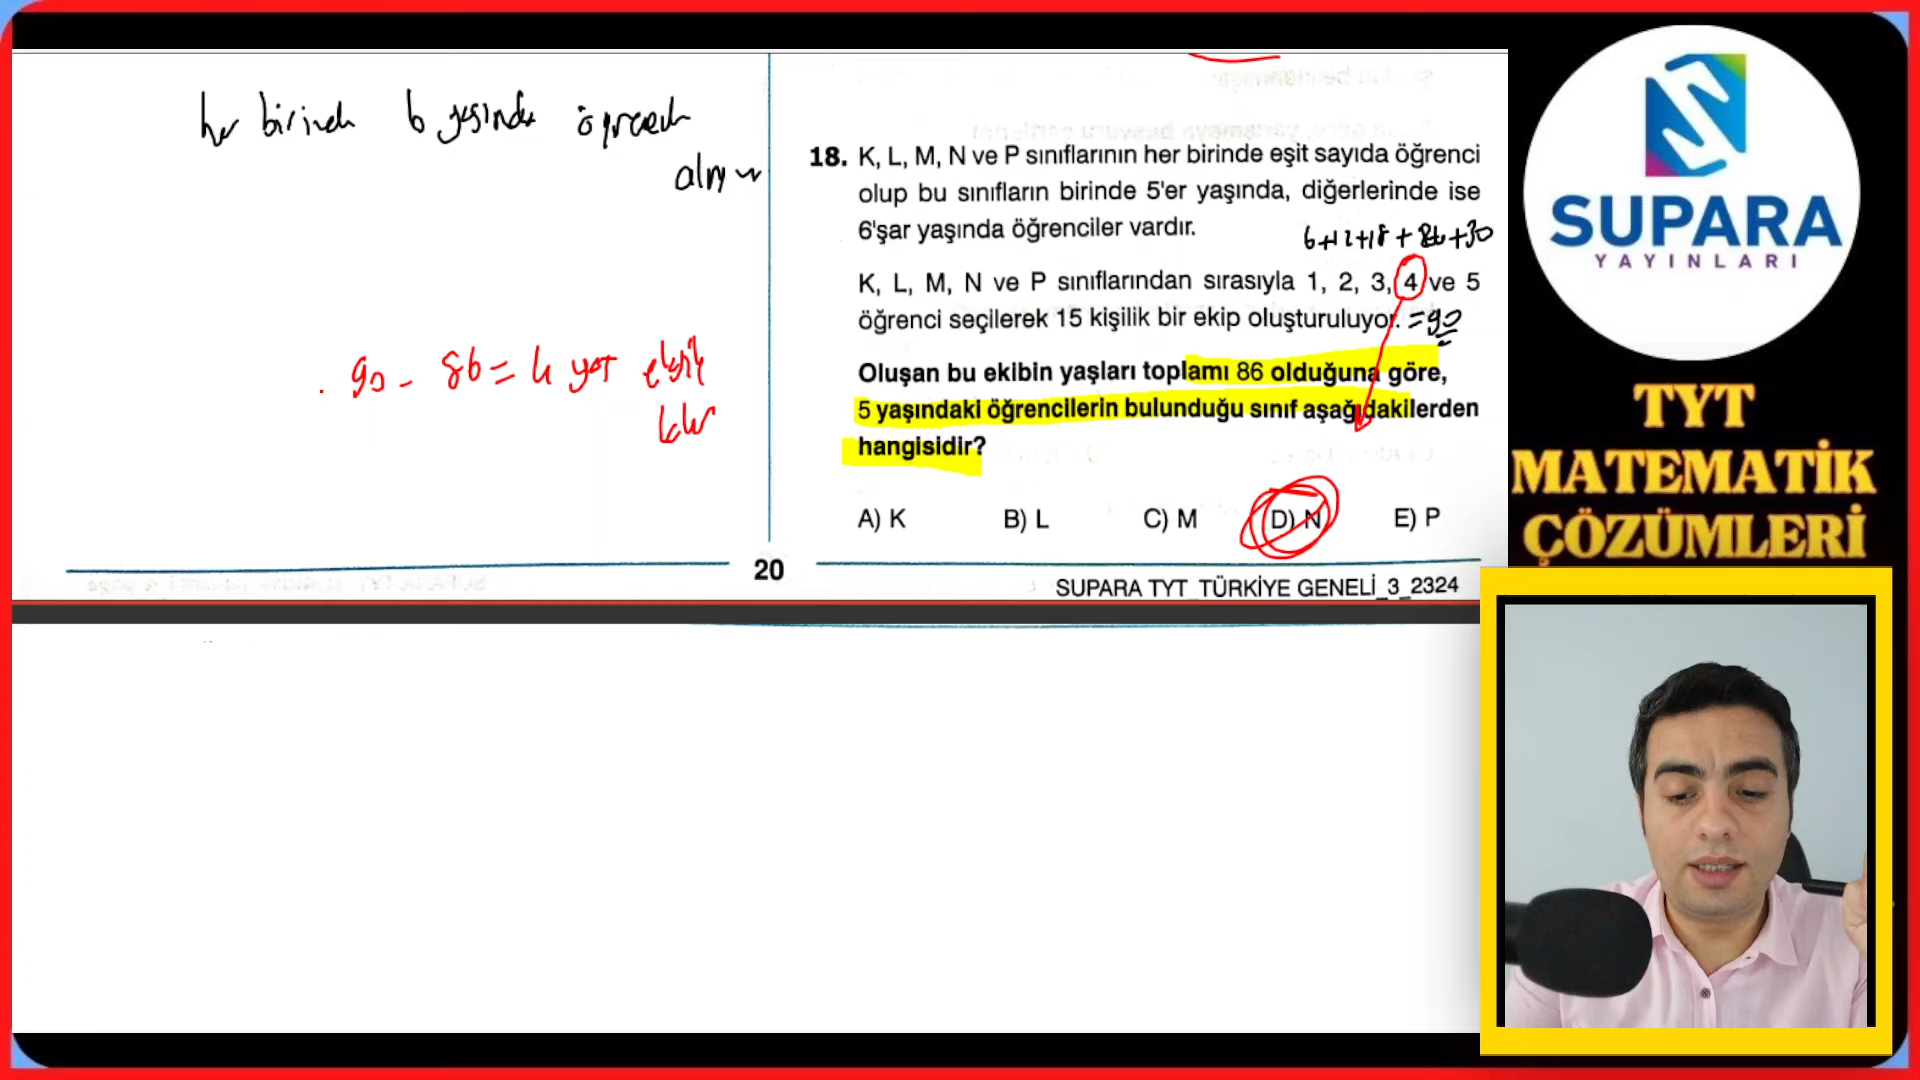 her birinde 6 yaşında öğrenci
90 - 86 = 4 yaş eksik
18. K, L, M, N ve P sınıflarının her birinde eşit sayıda öğrenci
olup bu sınıfların birinde 5'er yaşında, diğerlerinde ise
6'şar yaşında öğrenciler vardır.
6+12+18+24+30
K, L, M, N ve P sınıflarından sırasıyla 1, 2, 3, 4 ve 5
öğrenci seçilerek 15 kişilik bir ekip oluşturuluyor. =90
Oluşan bu ekibin yaşları toplamı 86 olduğuna göre,
5 yaşındaki öğrencilerin bulunduğu sınıf aşağıdakilerden
hangisidir?
A) K B) L C) M D) N E) P
20
SUPARA TYT_TÜRKİYE GENELİ_3_2324
SUPARA
YAYINLARI
TYT
MATEMATİK
ÇÖZÜMLERİ